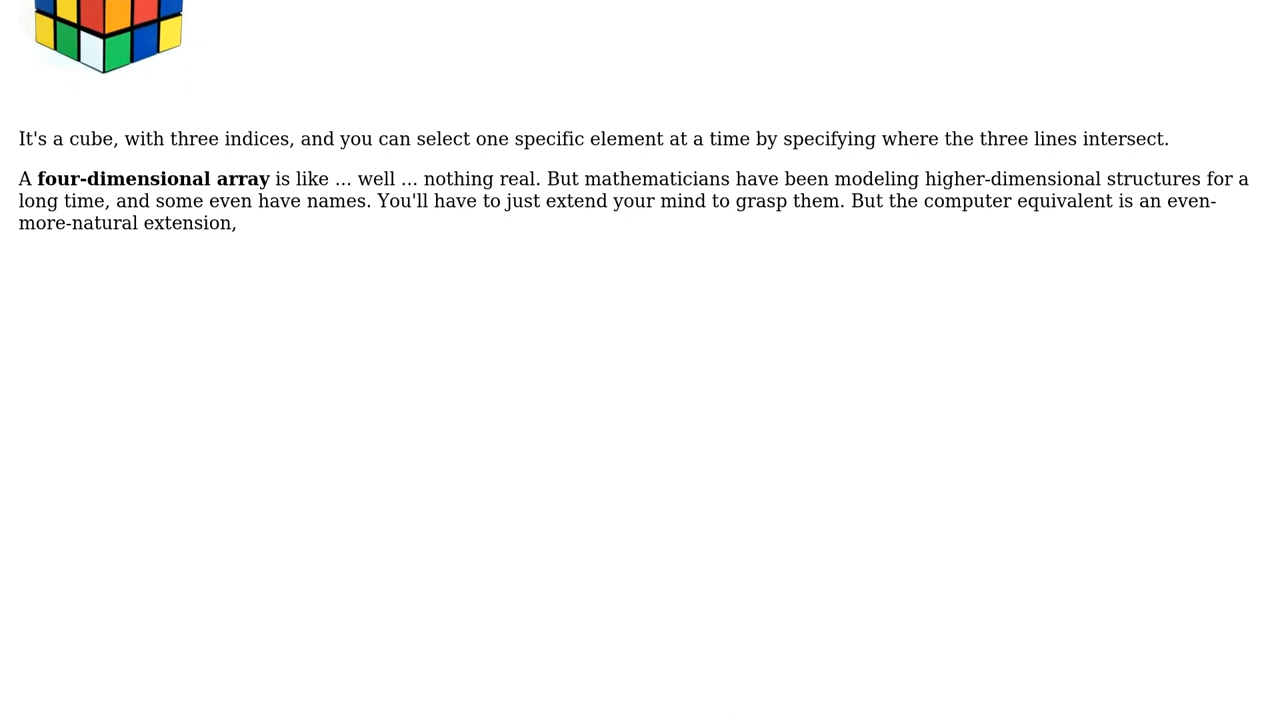 It's a cube, with three indices, and you can select one specific element at a time by specifying where the three lines intersect.
A four-dimensional array is like ... well ... nothing real. But mathematicians have been modeling higher-dimensional structures for a
long time, and some even have names. You'll have to just extend your mind to grasp them. But the computer equivalent is an even-
more-natural extension,